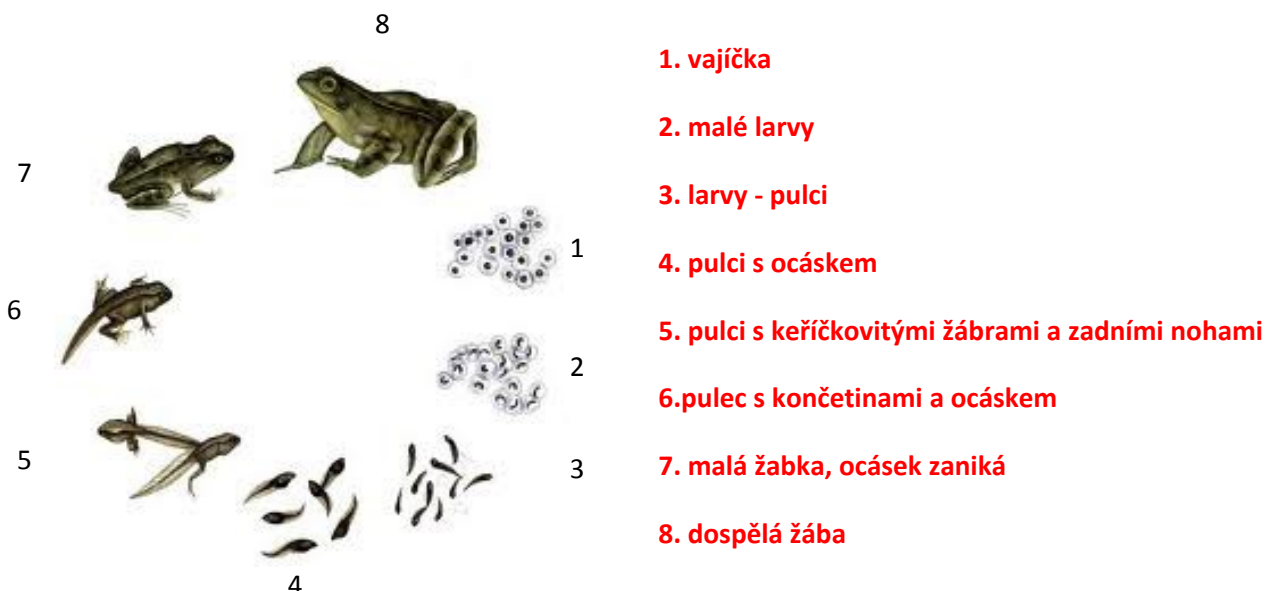 8
1. vajíčka
2. malé larvy
7
3. larvy - pulci
1
4. pulci s ocáskem
6
5. pulci s keříčkovitými žábrami a zadními nohami
2
6.pulec s končetinami a ocáskem
5
3
7. malá žabka, ocásek zaniká
8. dospělá žába
4